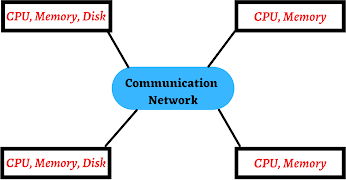 CPU, Memory, Disk
CPU, Memory
Communication
Network
CPU, Memory, Disk
CPU, Memory